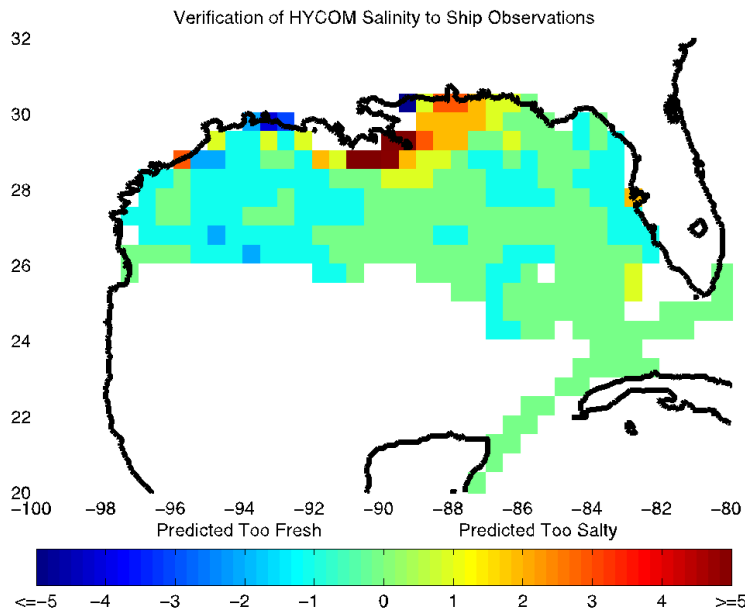 Verification of HYCOM Salinity to Ship Observations
32
30
28
26
24
22
20
−100 −98 −96 −94 −92 −90 −88 −86 −84 −82 −80
Predicted Too Fresh Predicted Too Salty
<=−5 −4 −3 −2 −1 0 1 2 3 4 >=5